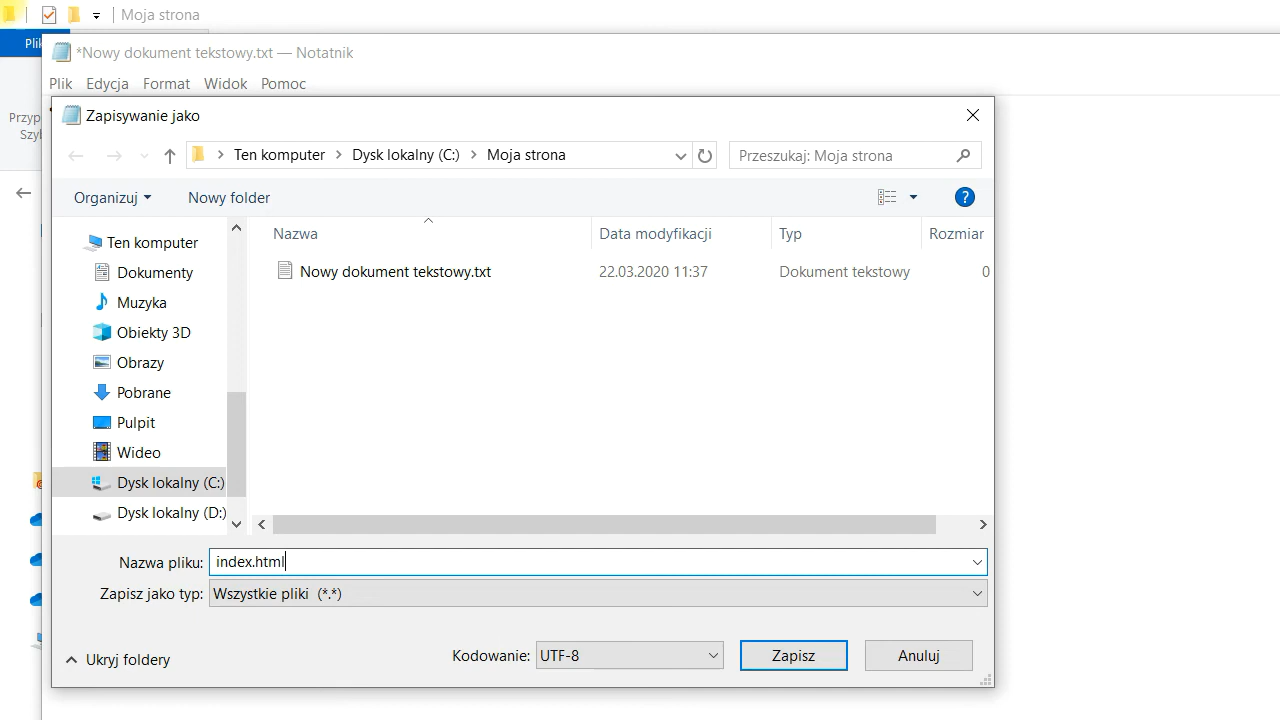 Moja strona
Plik
*Nowy dokument tekstowy.txt — Notatnik
Plik Edycja Format Widok Pomoc
Przyp
Szyb
Zapisywanie jako
Ten komputer Dysk lokalny (C:) Moja strona
Przeszukaj: Moja strona
Organizuj Nowy folder
?
Nazwa Data modyfikacji Typ Rozmiar
Nowy dokument tekstowy.txt 22.03.2020 11:37 Dokument tekstowy 0
Ten komputer
Dokumenty
Muzyka
Obiekty 3D
Obrazy
Pobrane
Pulpit
Wideo
Dysk lokalny (C:)
Dysk lokalny (D:)
Nazwa pliku: index.html
Zapisz jako typ: Wszystkie pliki (*.*)
Ukryj foldery
Kodowanie: UTF-8
Zapisz
Anuluj